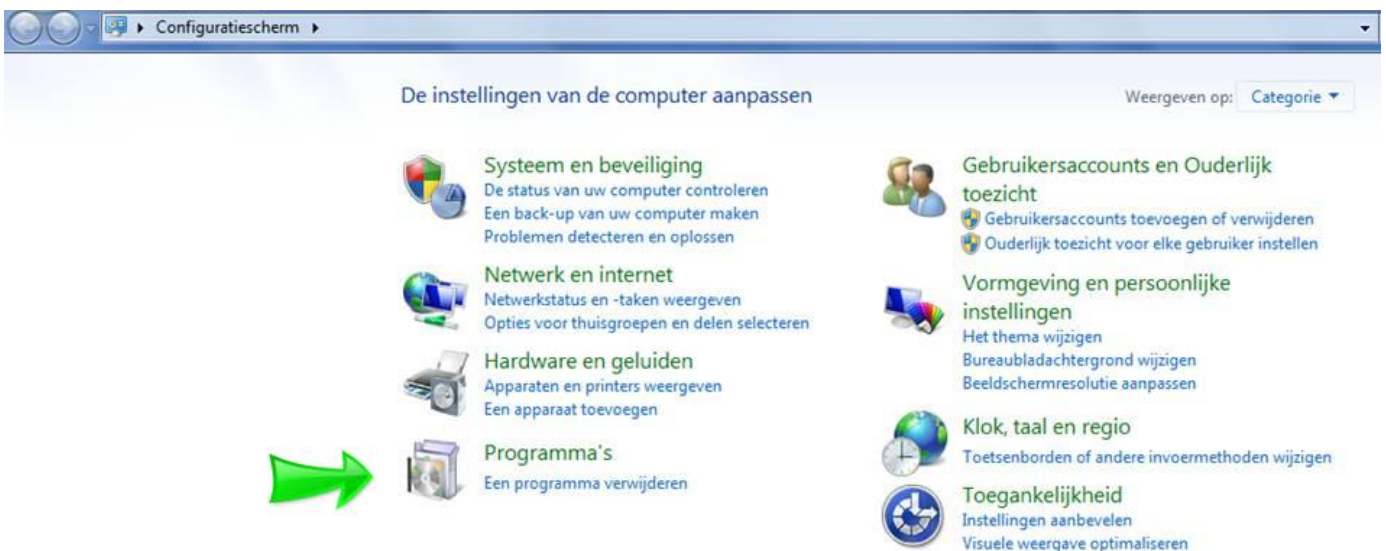 Configuratiescherm
De instellingen van de computer aanpassen
Weergeven op: Categorie
Systeem en beveiliging
De status van uw computer controleren
Een back-up van uw computer maken
Problemen detecteren en oplossen
Netwerk en internet
Netwerkstatus en -taken weergeven
Opties voor thuisgroepen en delen selecteren
Hardware en geluiden
Apparaten en printers weergeven
Een apparaat toevoegen
Programma's
Een programma verwijderen
Gebruikersaccounts en Ouderlijk
toezicht
Gebruikersaccounts toevoegen of verwijderen
Ouderlijk toezicht voor elke gebruiker instellen
Vormgeving en persoonlijke
instellingen
Het thema wijzigen
Bureaubladachtergrond wijzigen
Beeldschermresolutie aanpassen
Klok, taal en regio
Toetsenborden of andere invoermethoden wijzigen
Toegankelijkheid
Instellingen aanbevelen
Visuele weergave optimaliseren